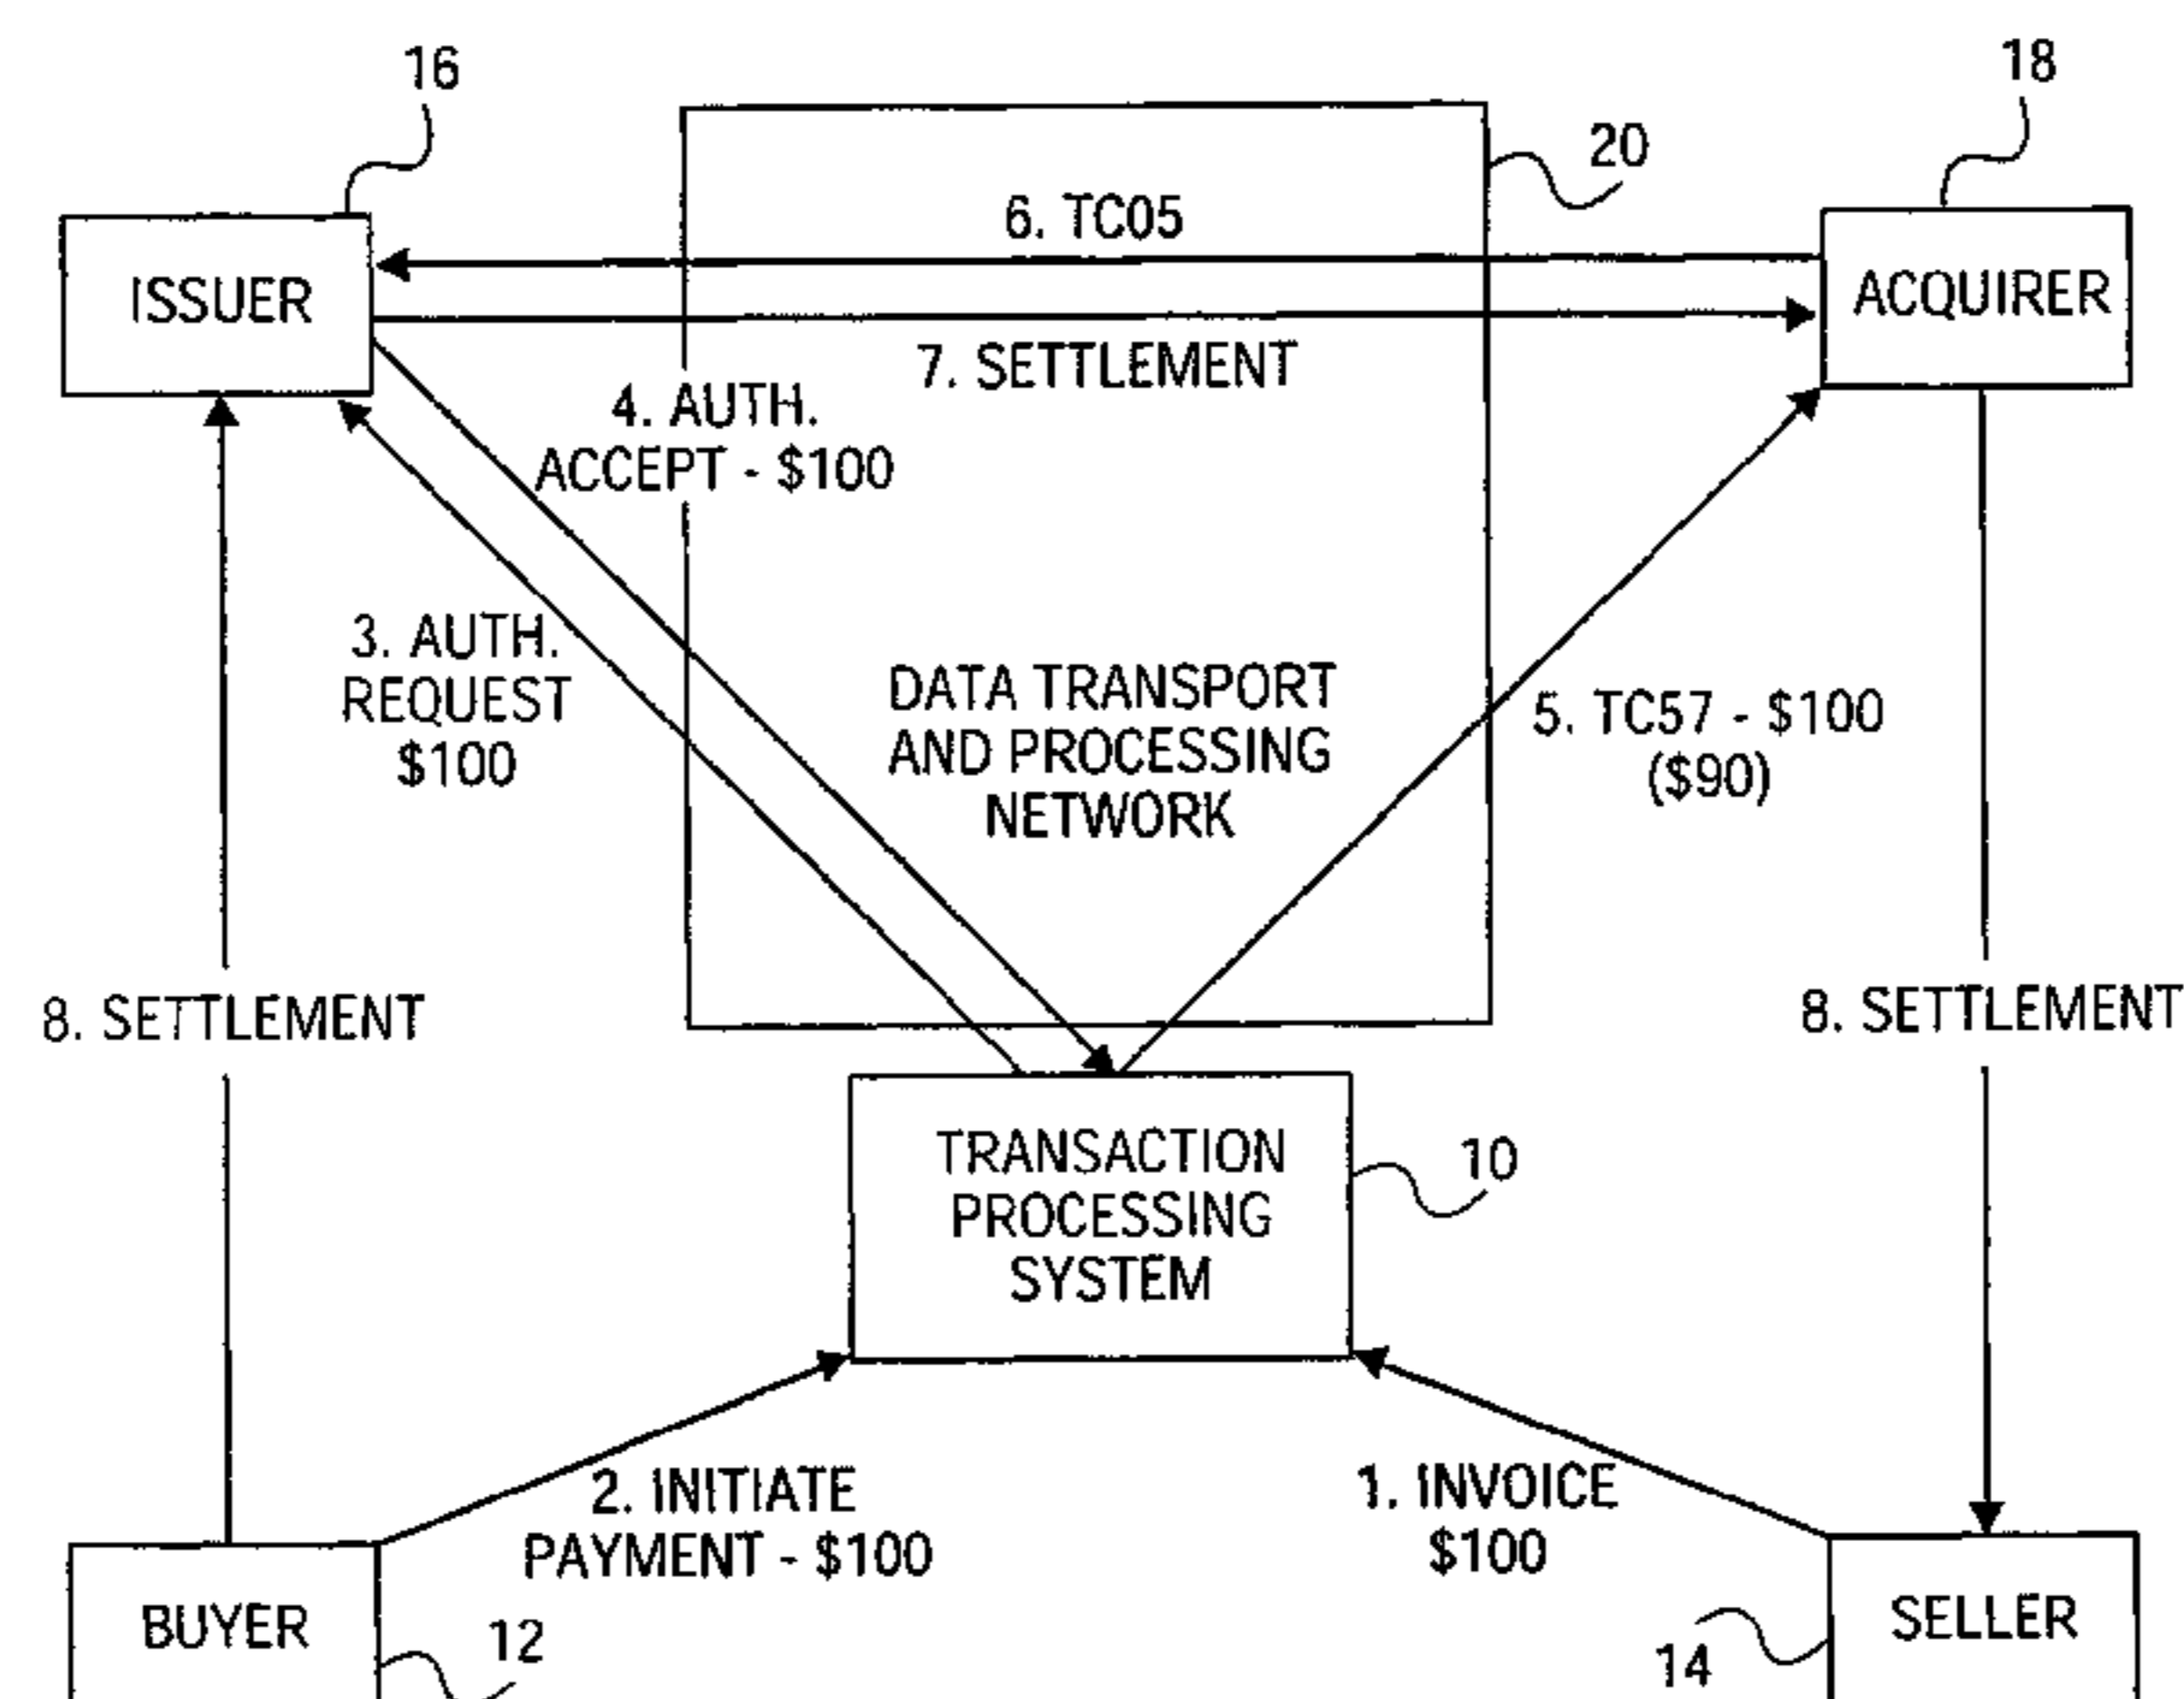 16
18
20
6. TC05
ISSUER
ACQUIRER
7. SETTLEMENT
4. AUTH.
ACCEPT - $100
3. AUTH.
REQUEST
$100
DATA TRANSPORT
AND PROCESSING
NETWORK
5. TC57 - $100
($90)
8. SETTLEMENT
8. SETTLEMENT
TRANSACTION
PROCESSING
SYSTEM
10
2. INITIATE
PAYMENT - $100
1. INVOICE
$100
BUYER
12
SELLER
14